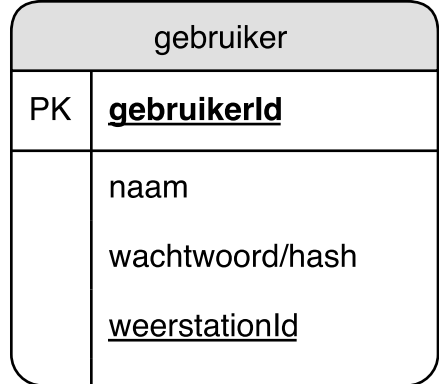 gebruiker
PK gebruikerId
naam
wachtwoord/hash
weerstationId